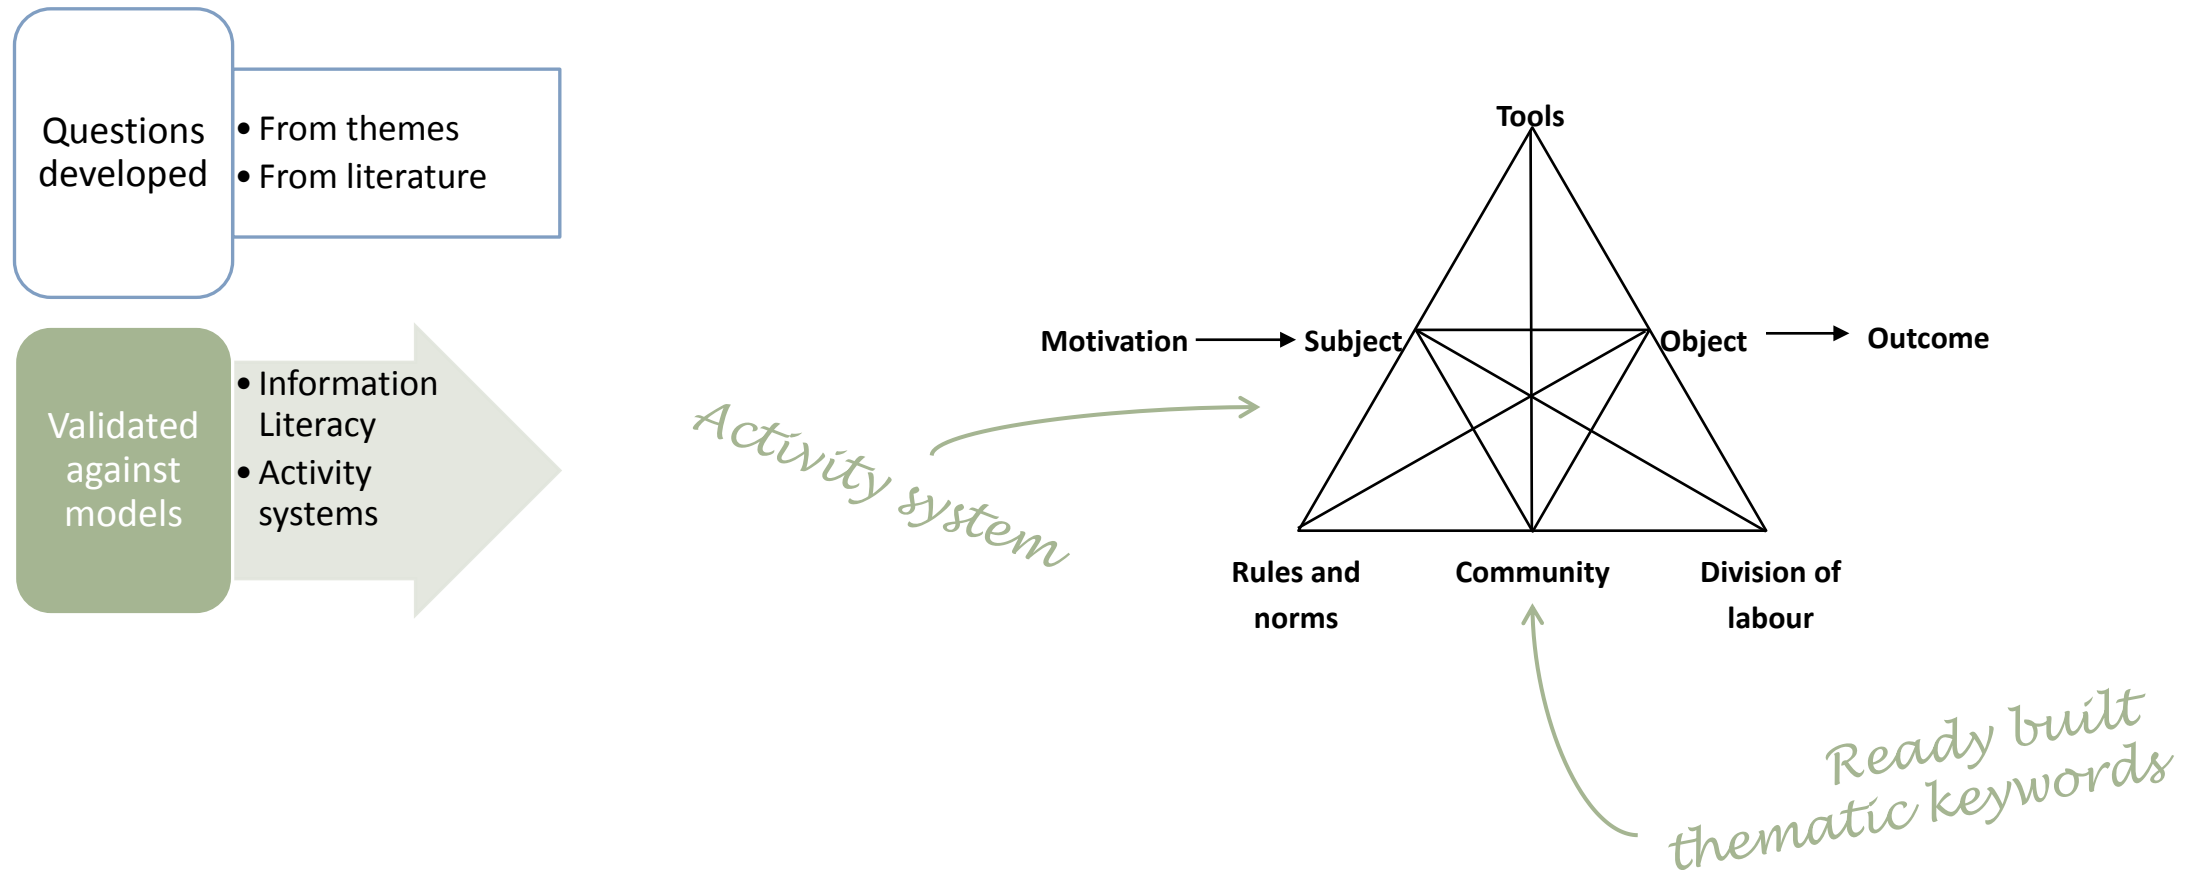 Questions
developed
• From themes
• From literature
Validated
against
models
• Information
Literacy
• Activity
systems
Activity system
Tools
Motivation
Subject
Object
Outcome
Rules and
norms
Community
Division of
labour
Ready built
thematic keywords